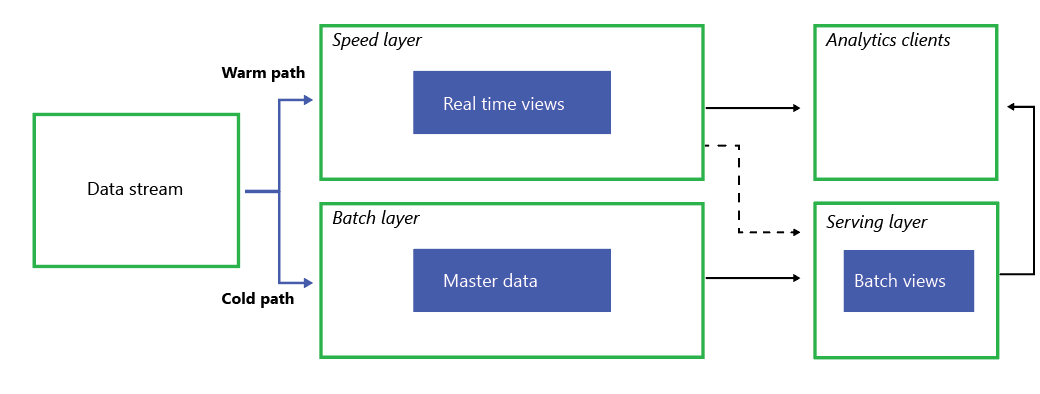 Speed layer
Analytics clients
Warm path
Real time views
Data stream
Batch layer
Serving layer
Master data
Batch views
Cold path